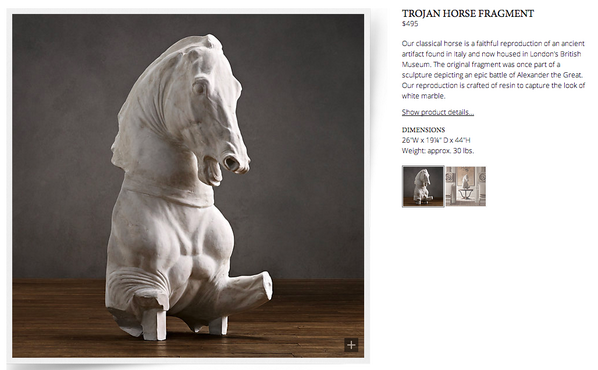 TROJAN HORSE FRAGMENT
$495
Our classical horse is a faithful reproduction of an ancient
artifact found in Italy and now housed in London's British
Museum. The original fragment was once part of a
sculpture depicting an epic battle of Alexander the Great.
Our reproduction is crafted of resin to capture the look of
white marble.
Show product details...
DIMENSIONS
26"W x 19¼" D x 44"H
Weight: approx. 30 lbs.